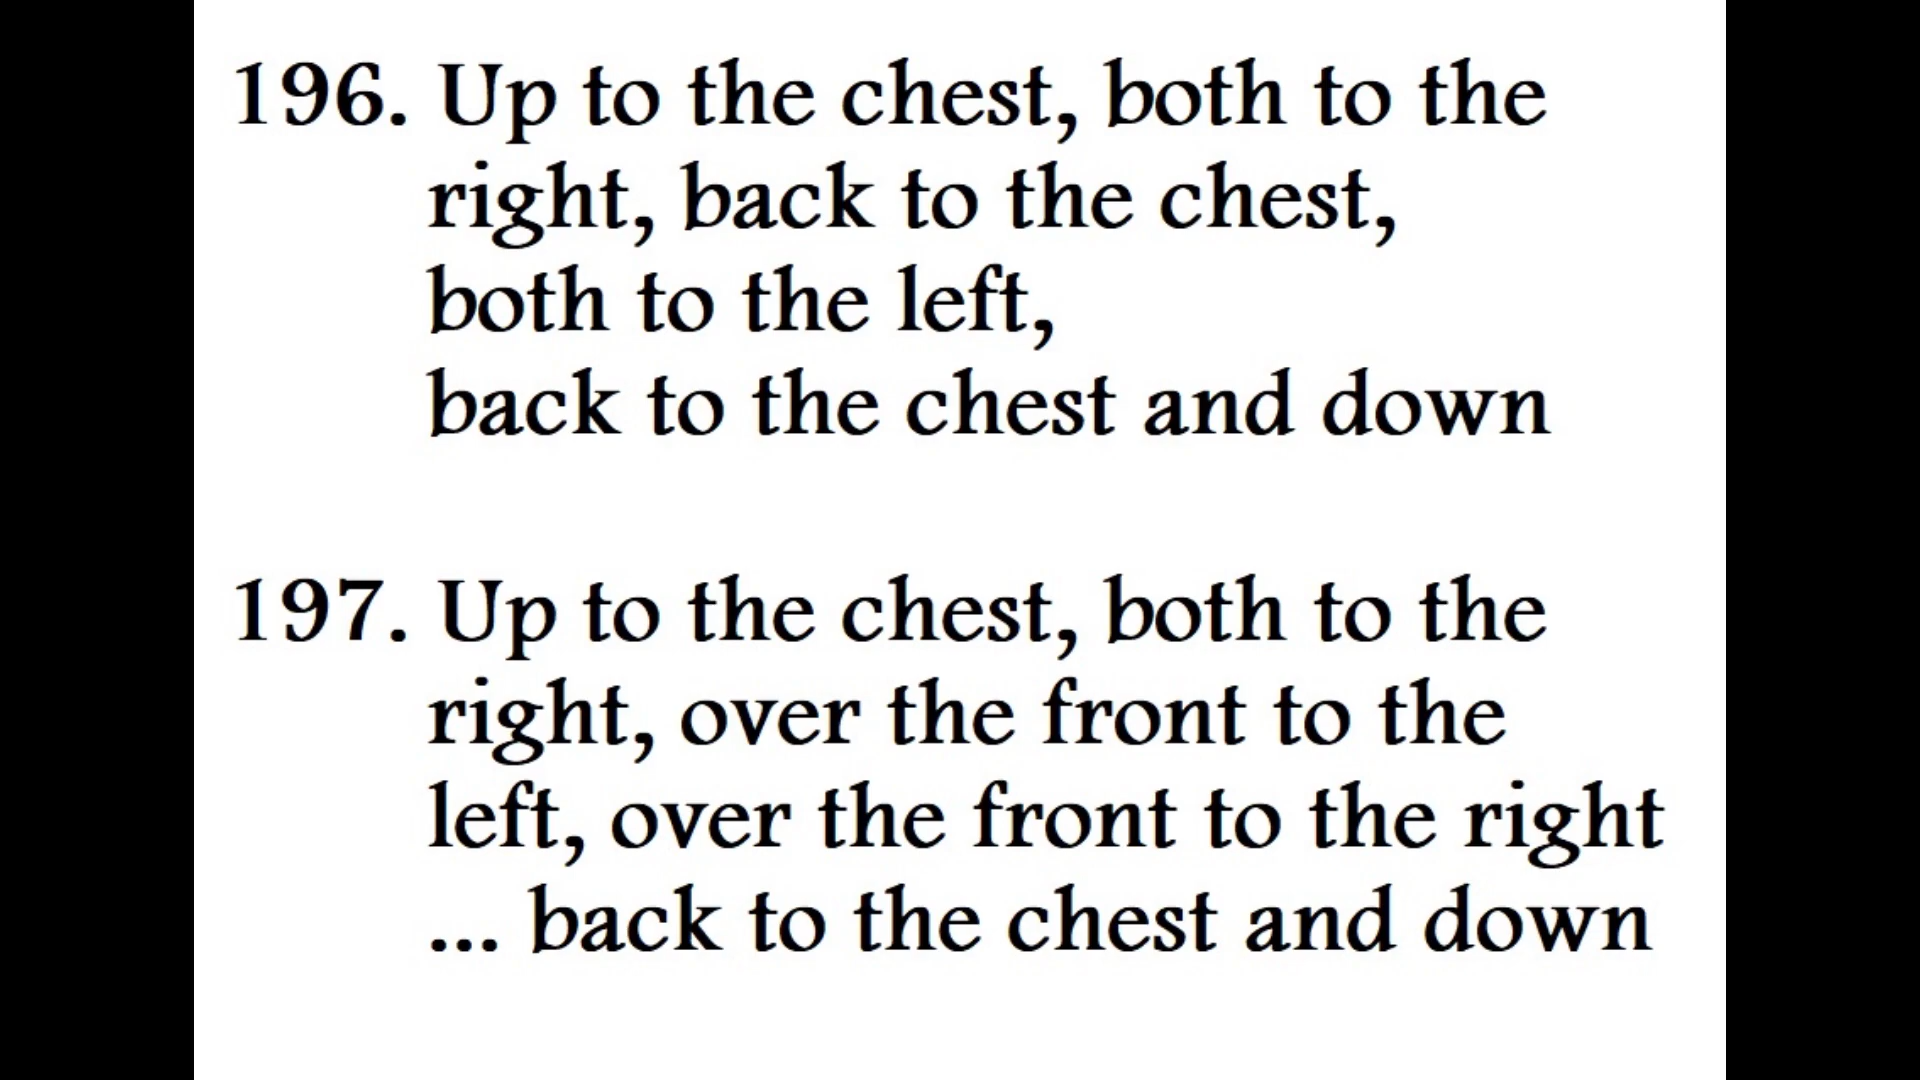 196. Up to the chest, both to the
right, back to the chest,
both to the left,
back to the chest and down
197. Up to the chest, both to the
right, over the front to the
left, over the front to the right
... back to the chest and down